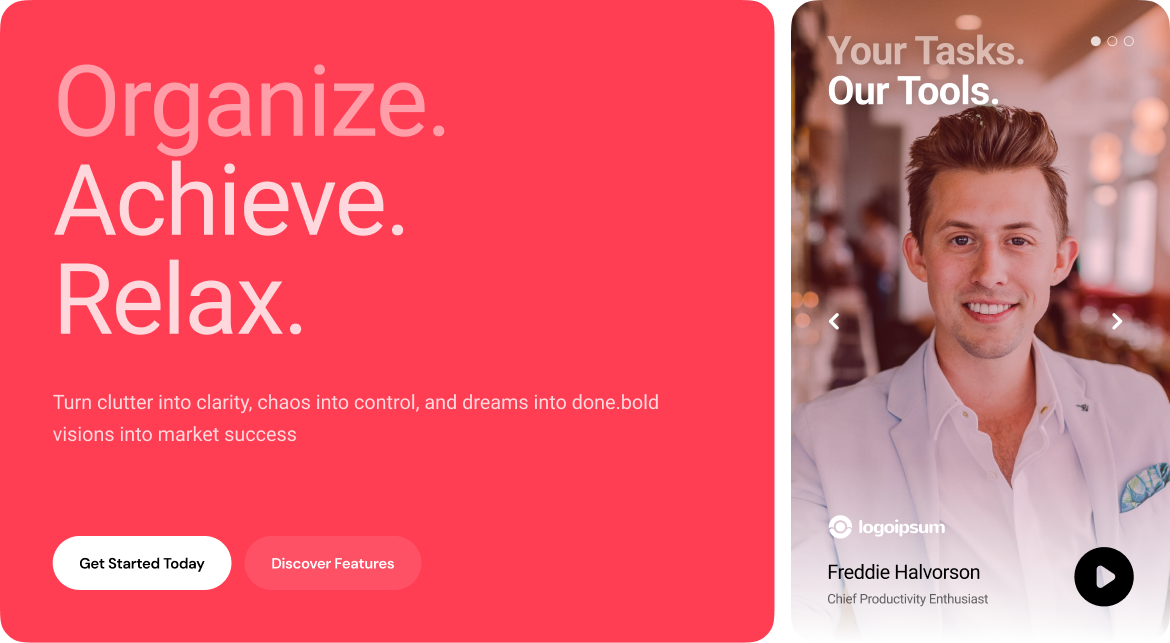 Organize.
Achieve.
Relax.
Turn clutter into clarity, chaos into control, and dreams into done.bold
visions into market success
Get Started Today
Discover Features
Your Tasks.
Our Tools.
logoipsum
Freddie Halvorson
Chief Productivity Enthusiast